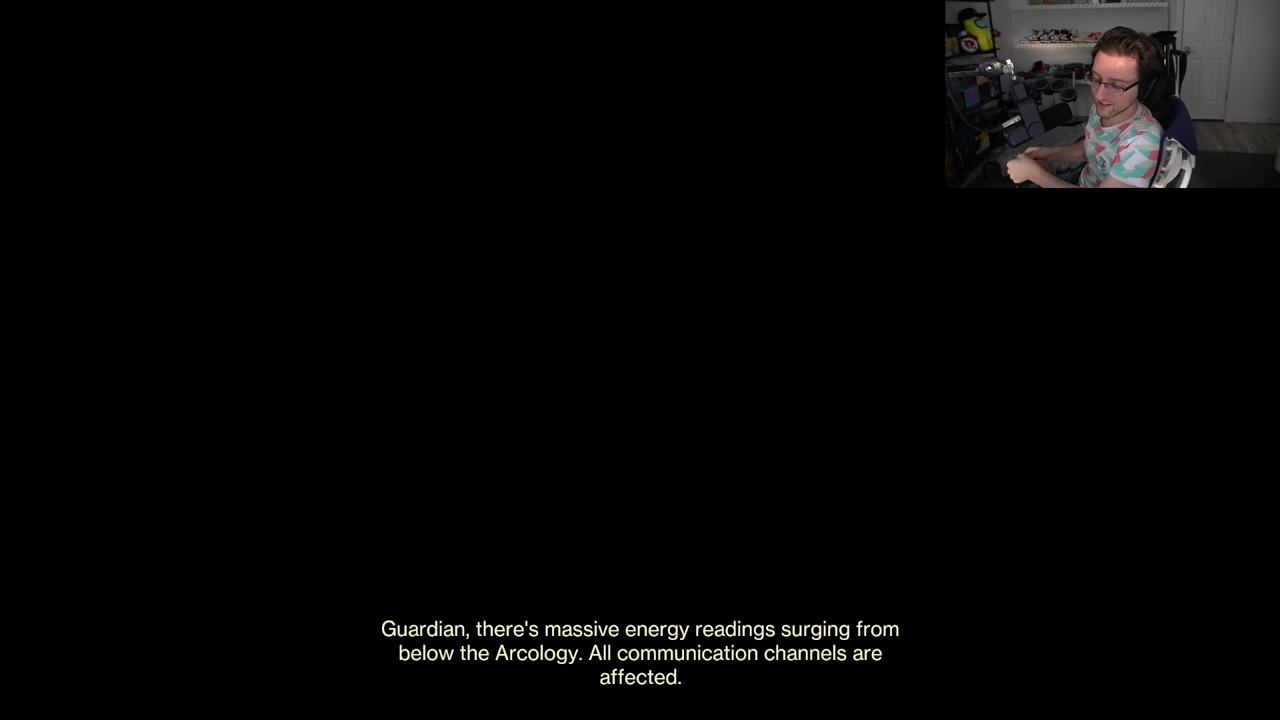 Guardian, there's massive energy readings surging from
below the Arcology. All communication channels are
affected.